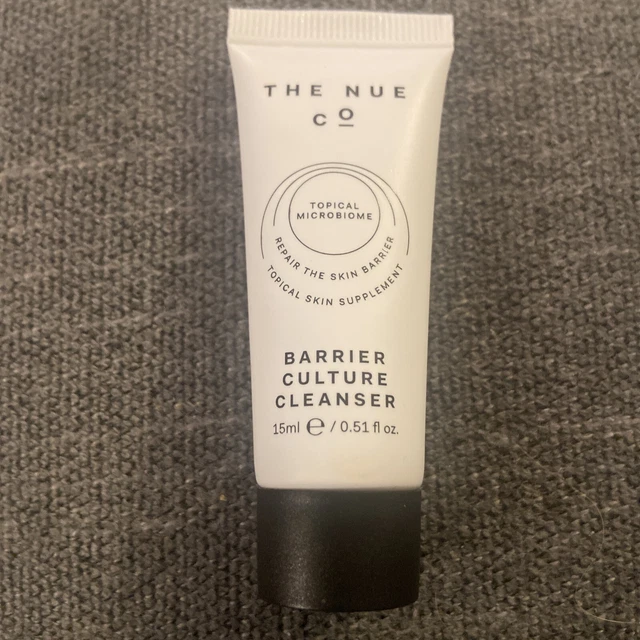 THE NUE
CO
TOPICAL
MICROBIOME
REPAIR THE SKIN BARRIER
TOPICAL SKIN SUPPLEMENT
BARRIER
CULTURE
CLEANSER
15ml ℮ / 0.51 fl oz.